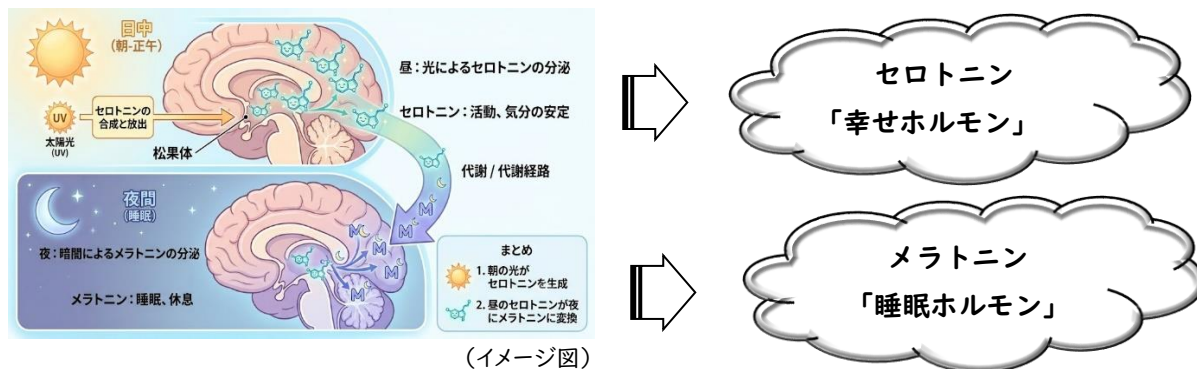 日中
(朝-正午)
UV
太陽光
(UV)
セロトニンの
合成と放出
松果体
昼:光によるセロトニンの分泌
セロトニン:活動、気分の安定
代謝 / 代謝経路
夜間
(睡眠)
夜:暗闇によるメラトニンの分泌
メラトニン:睡眠、休息
M
M
M
M
M
M
まとめ
1. 朝の光が
セロトニンを生成
2. 昼のセロトニンが夜
にメラトニンに変換
(イメージ図)
セロトニン
「幸せホルモン」
メラトニン
「睡眠ホルモン」